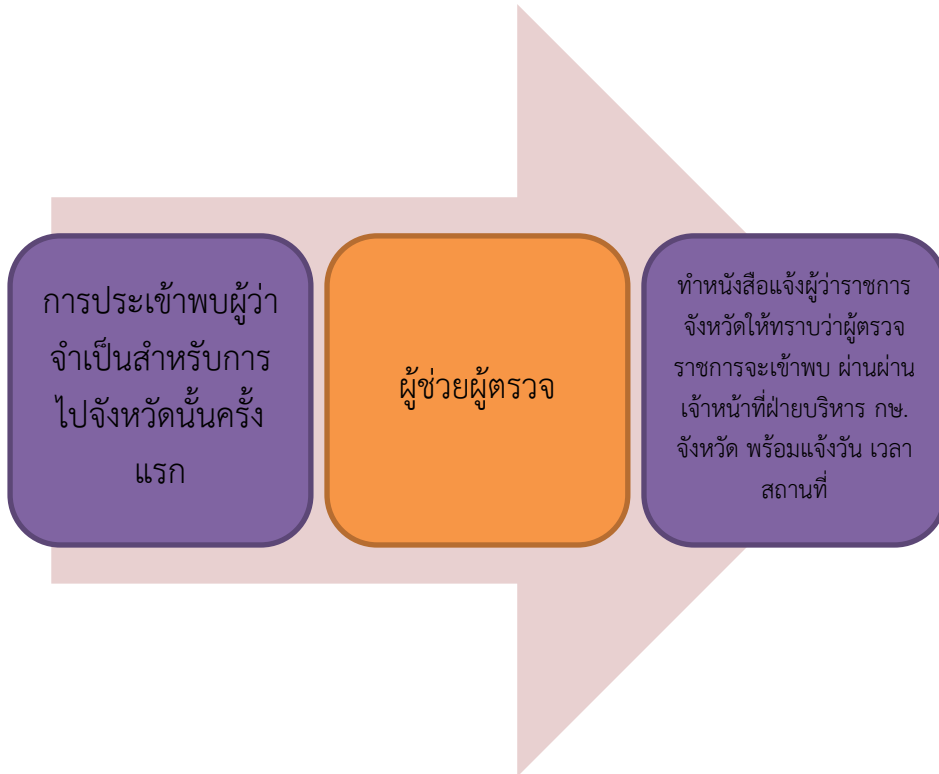 การประเข้าพบผู้ว่า
จำเป็นสำหรับการ
ไปจังหวัดนั้นครั้ง
แรก
ผู้ช่วยผู้ตรวจ
ทำหนังสือแจ้งผู้ว่าราชการ
จังหวัดให้ทราบว่าผู้ตรวจ
ราชการจะเข้าพบ ผ่านผ่าน
เจ้าหน้าที่ฝ่ายบริหาร กษ.
จังหวัด พร้อมแจ้งวัน เวลา
สถานที่